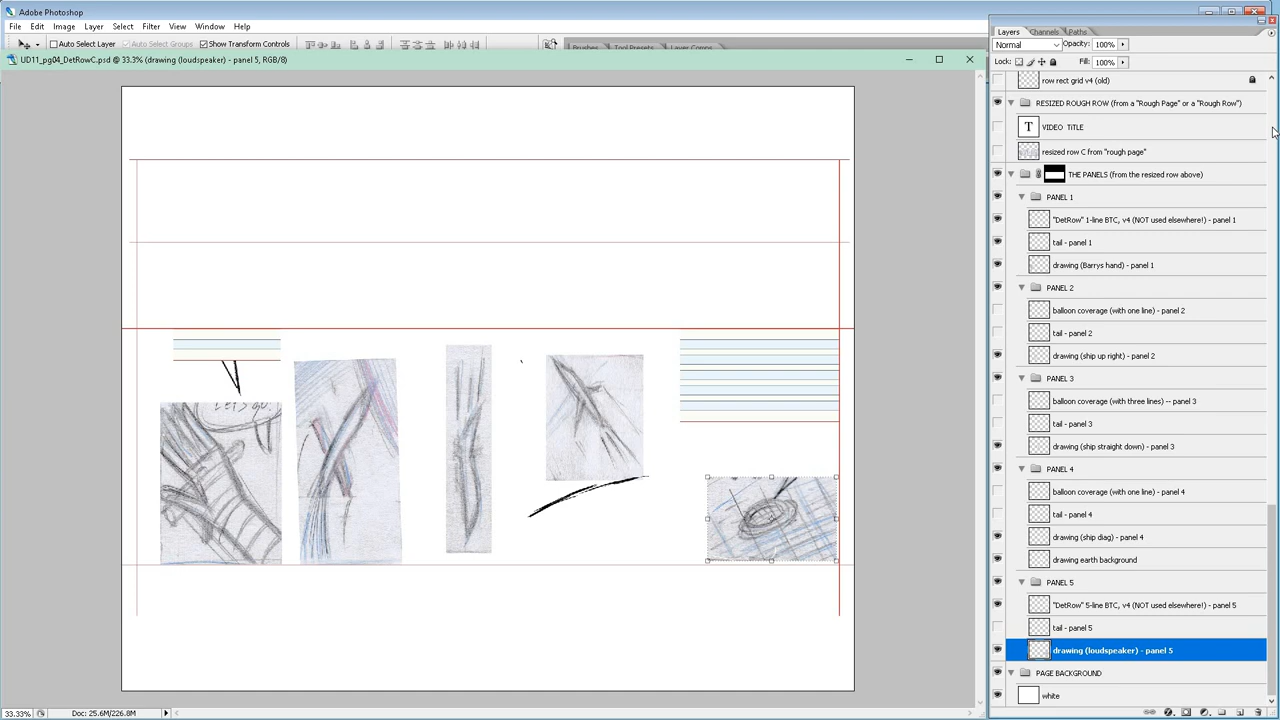 Adobe Photoshop
File Edit Image Layer Select Filter View Window Help
Auto Select Layer Auto Select Groups Show Transform Controls
Brushes Tool Presets Layer Comps
UD11_pg04_DetRowC.psd @ 33.3% (drawing (loudspeaker) - panel 5, RGB/8)
LET'S GO
33.33% Doc: 25.6M/226.8M
Layers Channels Paths
Normal Opacity: 100%
Lock: Fill: 100%
row rect grid v4 (old)
RESIZED ROUGH ROW (from a "Rough Page" or a "Rough Row")
T VIDEO TITLE
resized row C from "rough page"
THE PANELS (from the resized row above)
PANEL 1
"DetRow" 1-line BTC, v4 (NOT used elsewhere!) - panel 1
tail - panel 1
drawing (Barrys hand) - panel 1
PANEL 2
balloon coverage (with one line) - panel 2
tail - panel 2
drawing (ship up right) - panel 2
PANEL 3
balloon coverage (with three lines) -- panel 3
tail - panel 3
drawing (ship straight down) - panel 3
PANEL 4
balloon coverage (with one line) - panel 4
tail - panel 4
drawing (ship diag) - panel 4
drawing earth background
PANEL 5
"DetRow" 5-line BTC, v4 (NOT used elsewhere!) - panel 5
tail - panel 5
drawing (loudspeaker) - panel 5
PAGE BACKGROUND
white